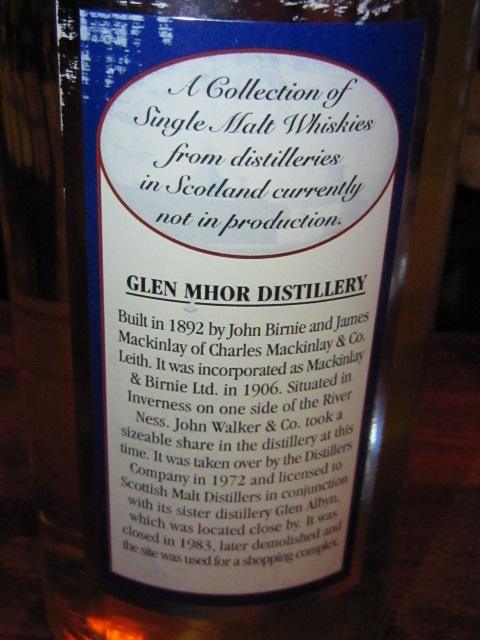 A Collection of
Single Malt Whiskies
from distilleries
in Scotland currently
not in production.
GLEN MHOR DISTILLERY
Built in 1892 by John Birnie and James
Mackinlay of Charles Mackinlay & Co.
Leith. It was incorporated as Mackinlay
& Birnie Ltd. in 1906. Situated in
Inverness on one side of the River
Ness. John Walker & Co. took a
sizeable share in the distillery at this
time. It was taken over by the Distillers
Company in 1972 and licensed to
Scottish Malt Distillers in conjunction
with its sister distillery Glen Albyn,
which was located close by. It was
closed in 1983, later demolished and
the site was used for a shopping complex.